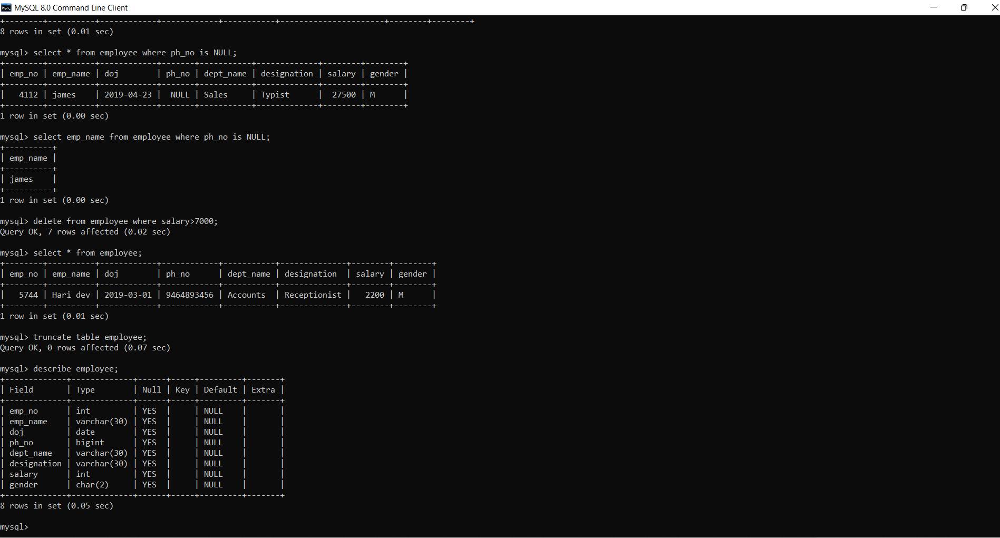 MySQL 8.0 Command Line Client
+--------+----------+------------+------------+-----------+----------------------+--------+--------+
8 rows in set (0.01 sec)
mysql> select * from employee where ph_no is NULL;
+--------+----------+------------+-------+-----------+-------------+--------+--------+
| emp_no | emp_name | doj        | ph_no | dept_name | designation | salary | gender |
+--------+----------+------------+-------+-----------+-------------+--------+--------+
|   4112 | james    | 2019-04-23 |  NULL | Sales     | Typist      |  27500 | M      |
+--------+----------+------------+-------+-----------+-------------+--------+--------+
1 row in set (0.00 sec)
mysql> select emp_name from employee where ph_no is NULL;
+----------+
| emp_name |
+----------+
| james    |
+----------+
1 row in set (0.00 sec)
mysql> delete from employee where salary>7000;
Query OK, 7 rows affected (0.02 sec)
mysql> select * from employee;
+--------+----------+------------+------------+-----------+--------------+--------+--------+
| emp_no | emp_name | doj        | ph_no      | dept_name | designation  | salary | gender |
+--------+----------+------------+------------+-----------+--------------+--------+--------+
|   5744 | Hari dev | 2019-03-01 | 9464893456 | Accounts  | Receptionist |   2200 | M      |
+--------+----------+------------+------------+-----------+--------------+--------+--------+
1 row in set (0.01 sec)
mysql> truncate table employee;
Query OK, 0 rows affected (0.07 sec)
mysql> describe employee;
+-------------+-------------+------+-----+---------+-------+
| Field       | Type        | Null | Key | Default | Extra |
+-------------+-------------+------+-----+---------+-------+
| emp_no      | int         | YES  |     | NULL    |       |
| emp_name    | varchar(30) | YES  |     | NULL    |       |
| doj         | date        | YES  |     | NULL    |       |
| ph_no       | bigint      | YES  |     | NULL    |       |
| dept_name   | varchar(30) | YES  |     | NULL    |       |
| designation | varchar(30) | YES  |     | NULL    |       |
| salary      | int         | YES  |     | NULL    |       |
| gender      | char(2)     | YES  |     | NULL    |       |
+-------------+-------------+------+-----+---------+-------+
8 rows in set (0.05 sec)
mysql>